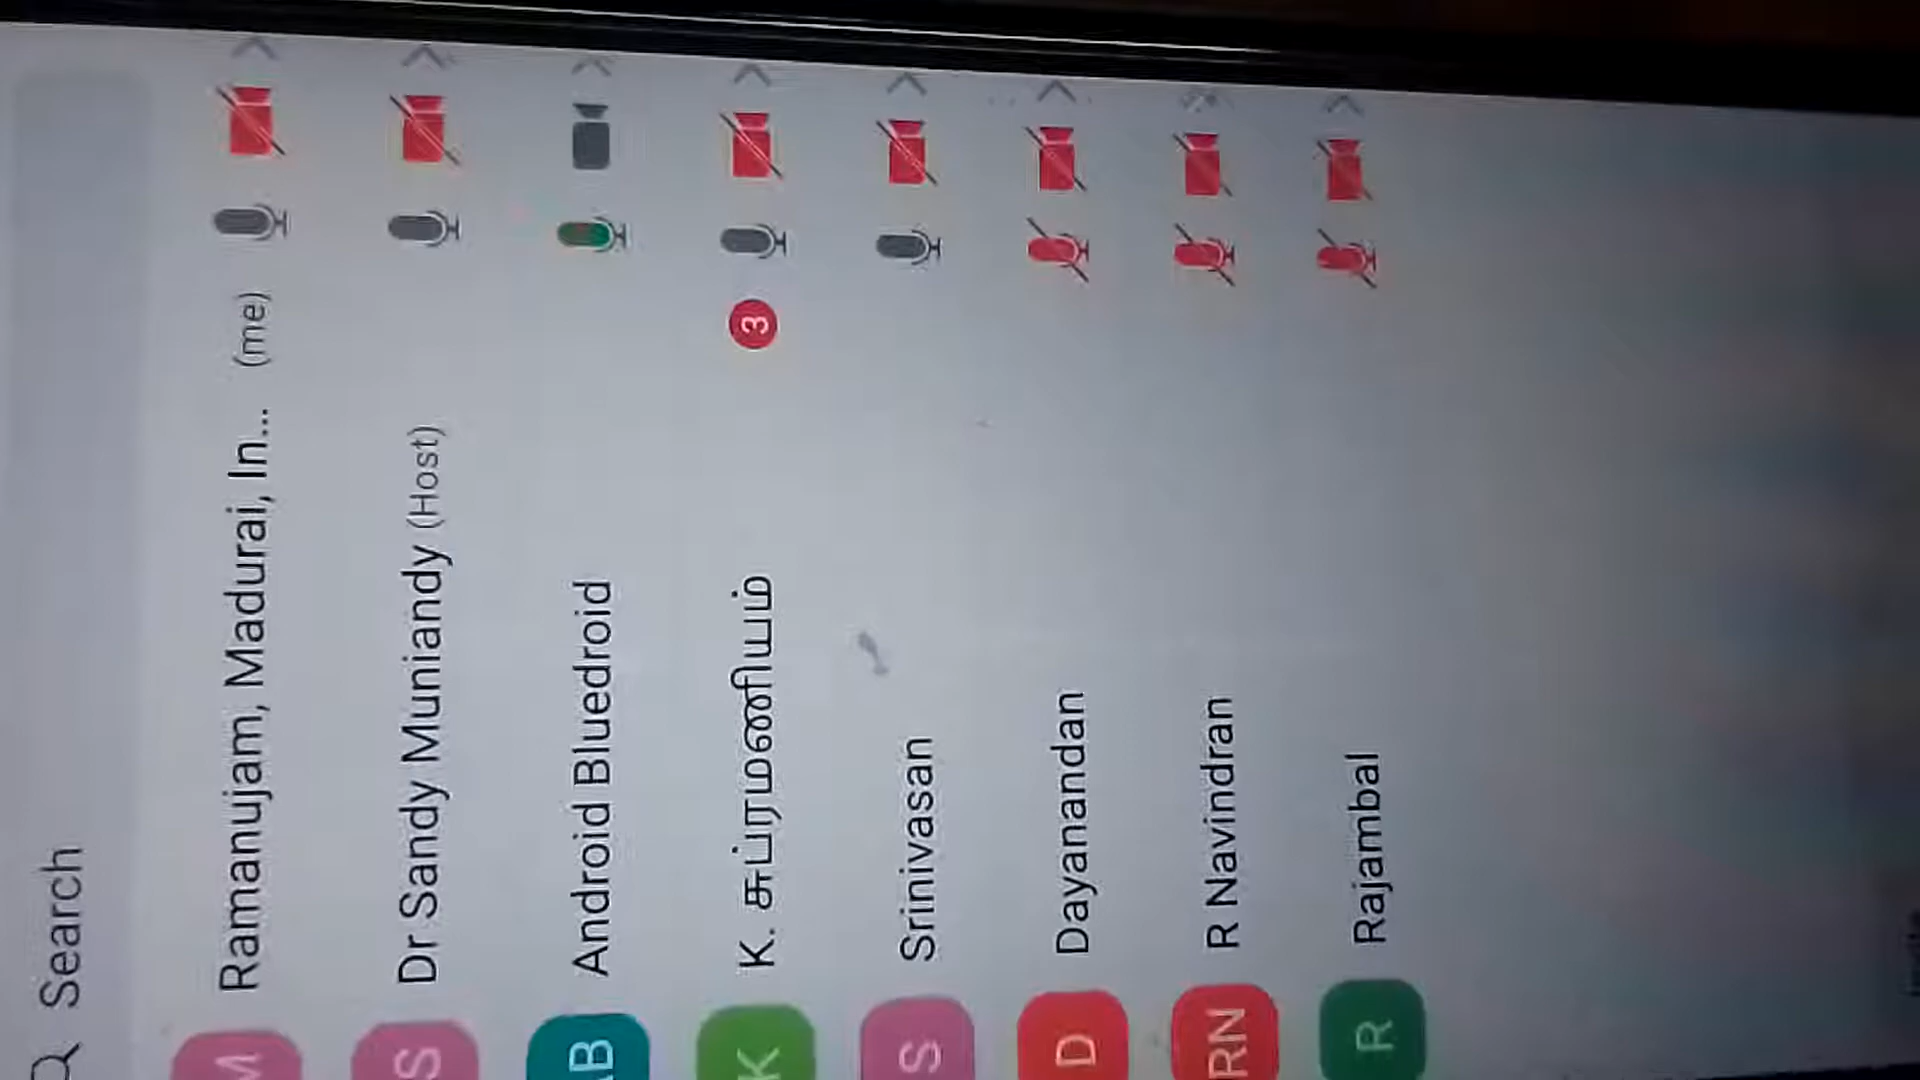 Search
M
Ramanujam, Madurai, In... (me)
S
Dr Sandy Muniandy (Host)
AB
Android Bluedroid
K
K. சுப்ரமணியம்
3
S
Srinivasan
D
Dayanandan
RN
R Navindran
R
Rajambal